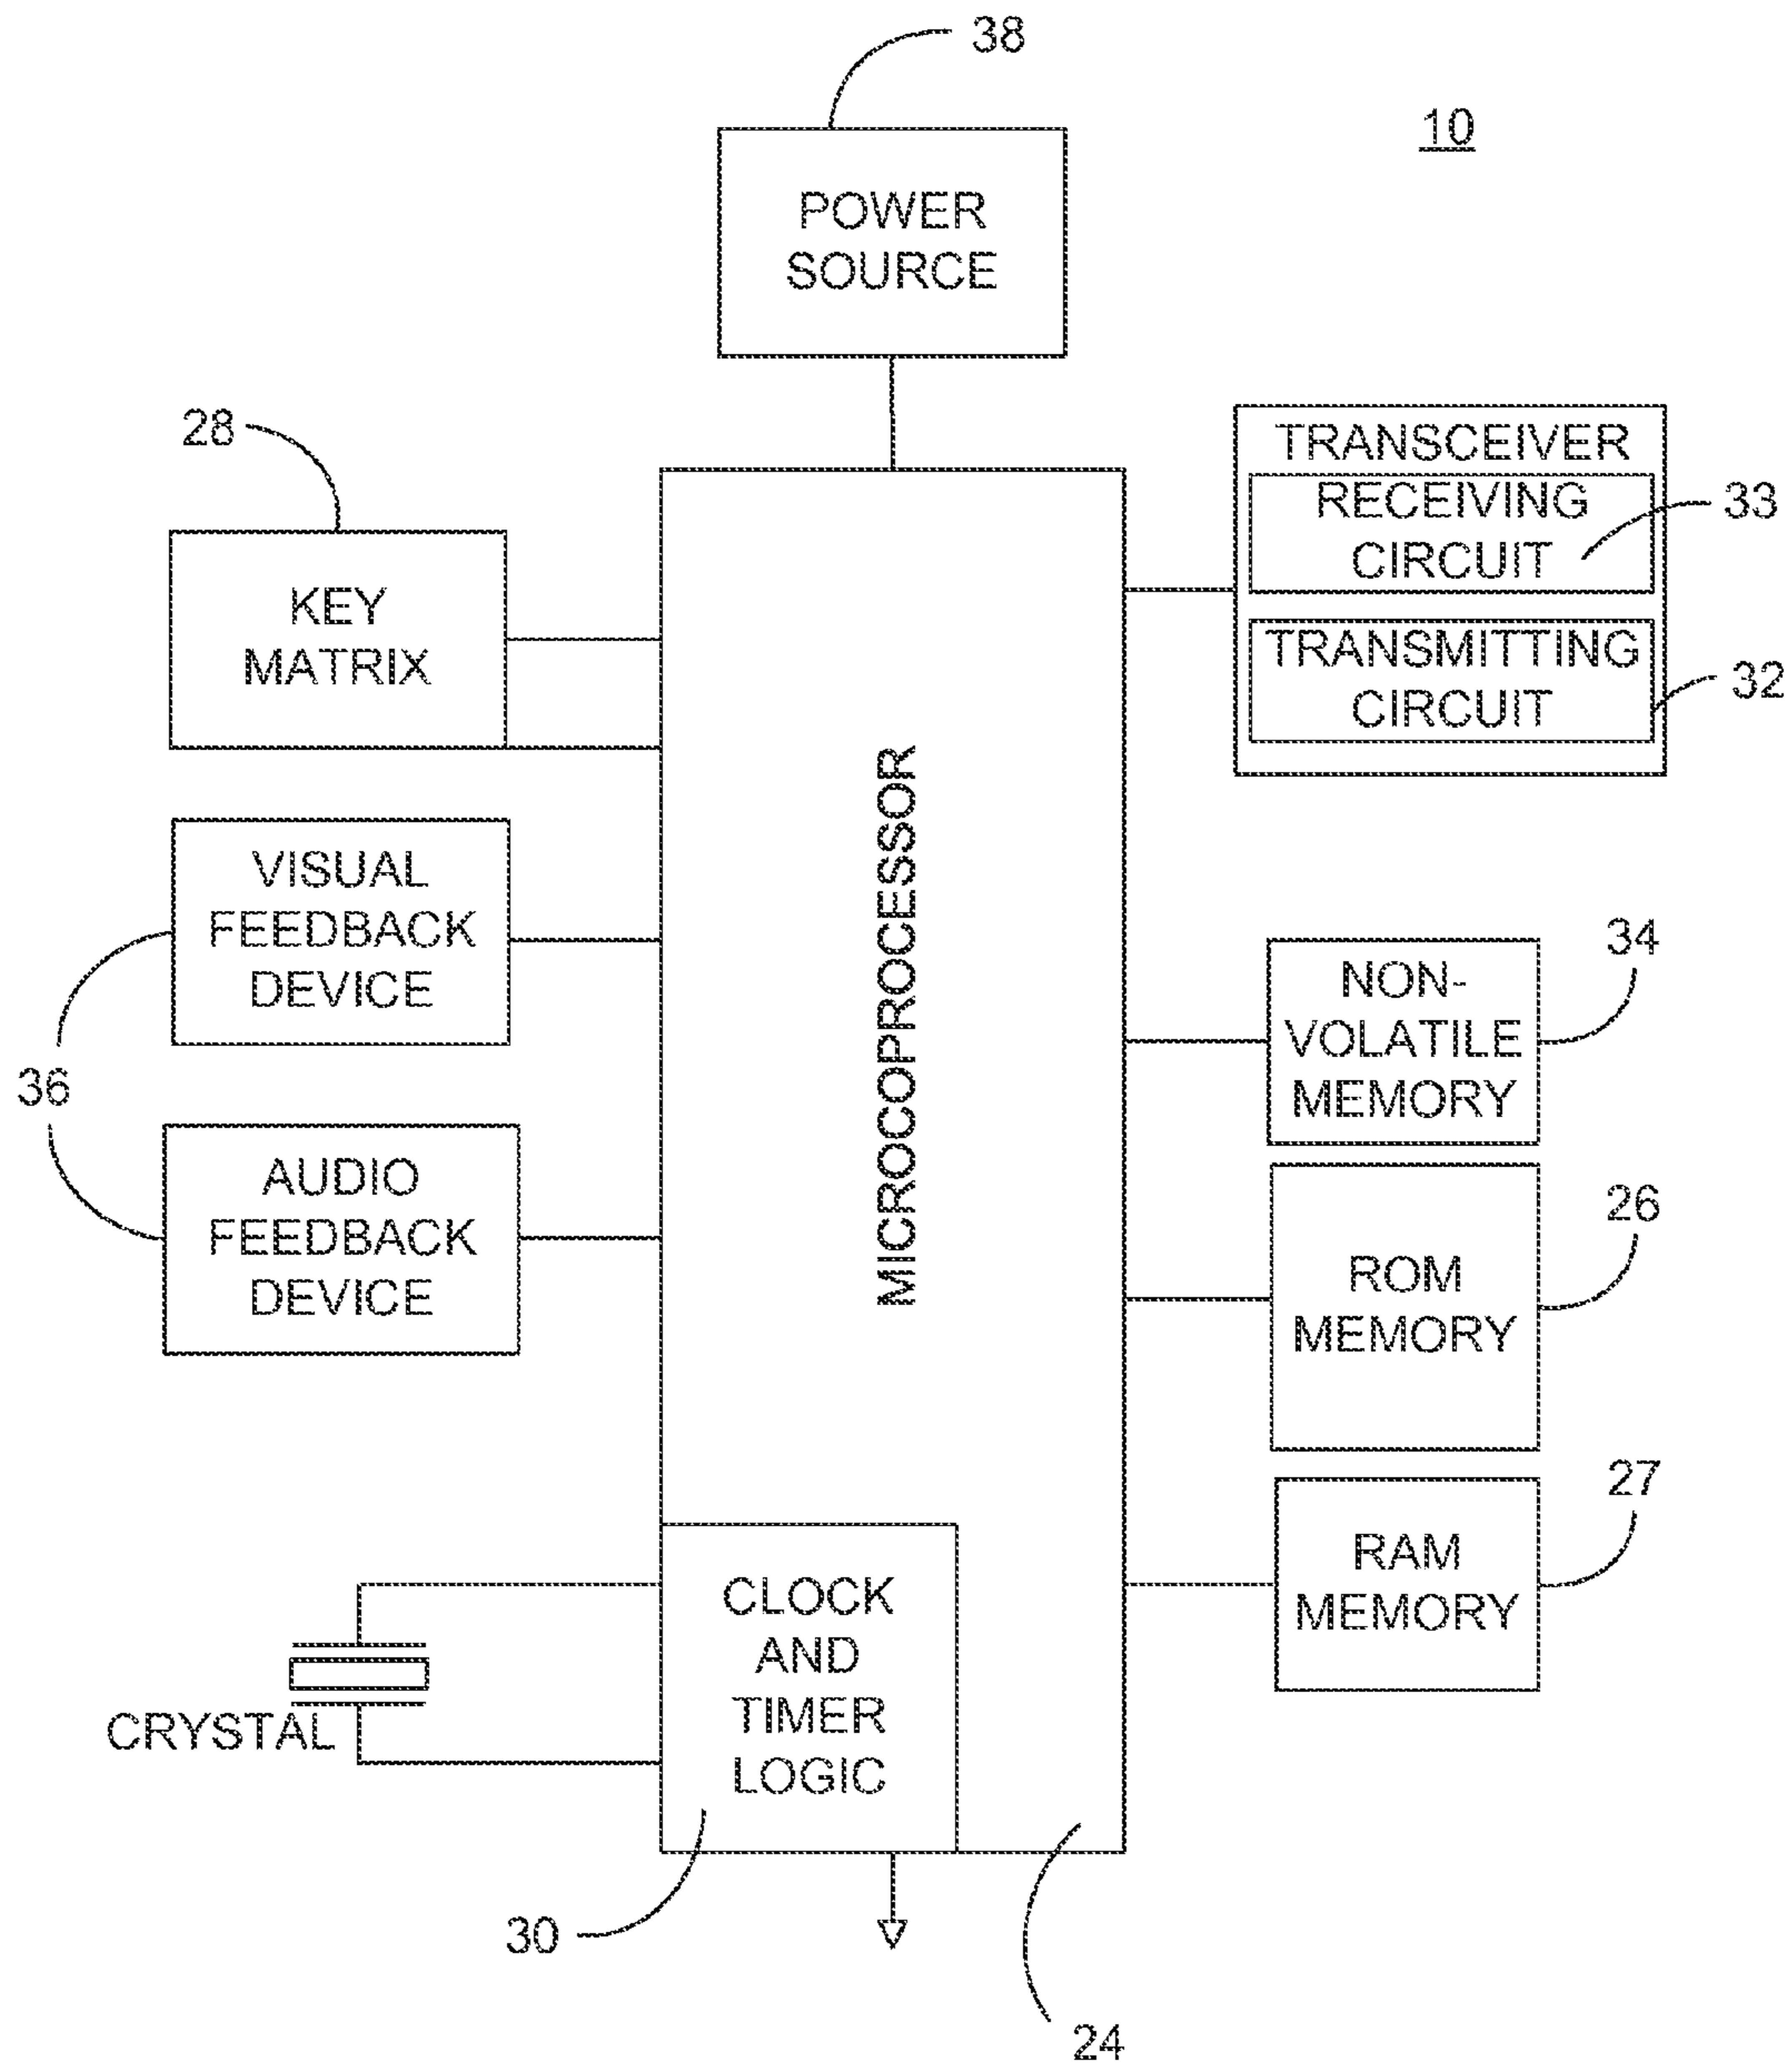 38
10
POWER
SOURCE
28
TRANSCEIVER
RECEIVING
CIRCUIT
33
KEY
MATRIX
TRANSMITTING
CIRCUIT
32
MICROCOPROCESSOR
VISUAL
FEEDBACK
DEVICE
34
NON-
VOLATILE
MEMORY
36
AUDIO
FEEDBACK
DEVICE
26
ROM
MEMORY
27
RAM
MEMORY
CLOCK
AND
TIMER
LOGIC
CRYSTAL
30
24